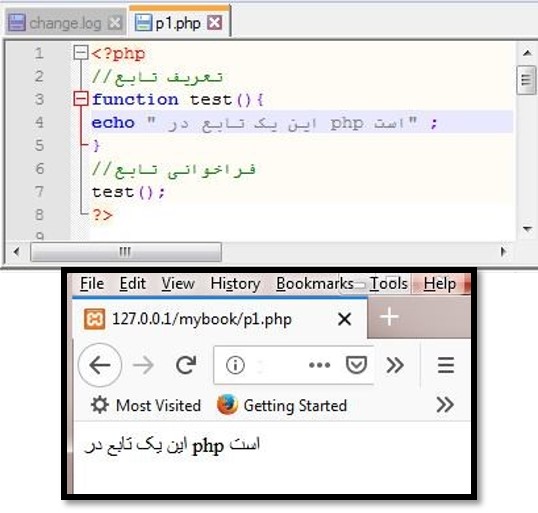 change.log p1.php
1 <?php
2 //تعریف تابع
3 function test(){
4 echo " این یک تابع در php است" ;
5 }
6 //فراخوانی تابع
7 test();
8 ?>
9
File Edit View History Bookmarks Tools Help
127.0.0.1/mybook/p1.php
Most Visited Getting Started
این یک تابع در php است